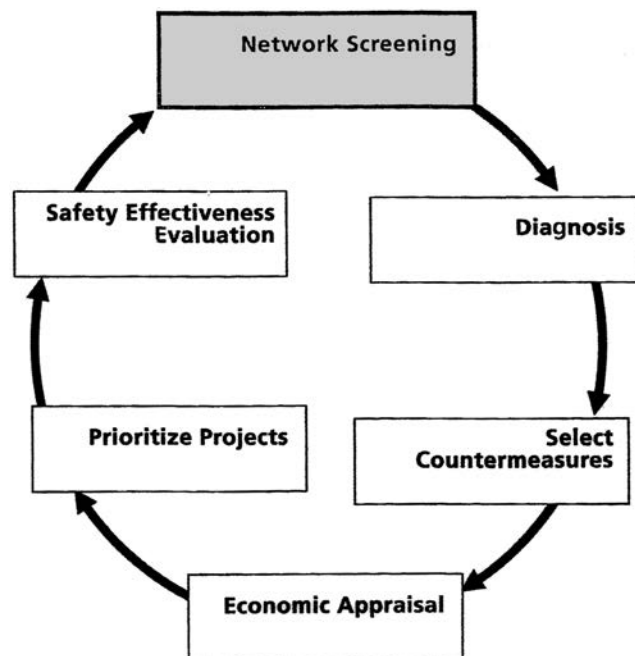 Network Screening
Diagnosis
Select
Countermeasures
Economic Appraisal
Prioritize Projects
Safety Effectiveness
Evaluation